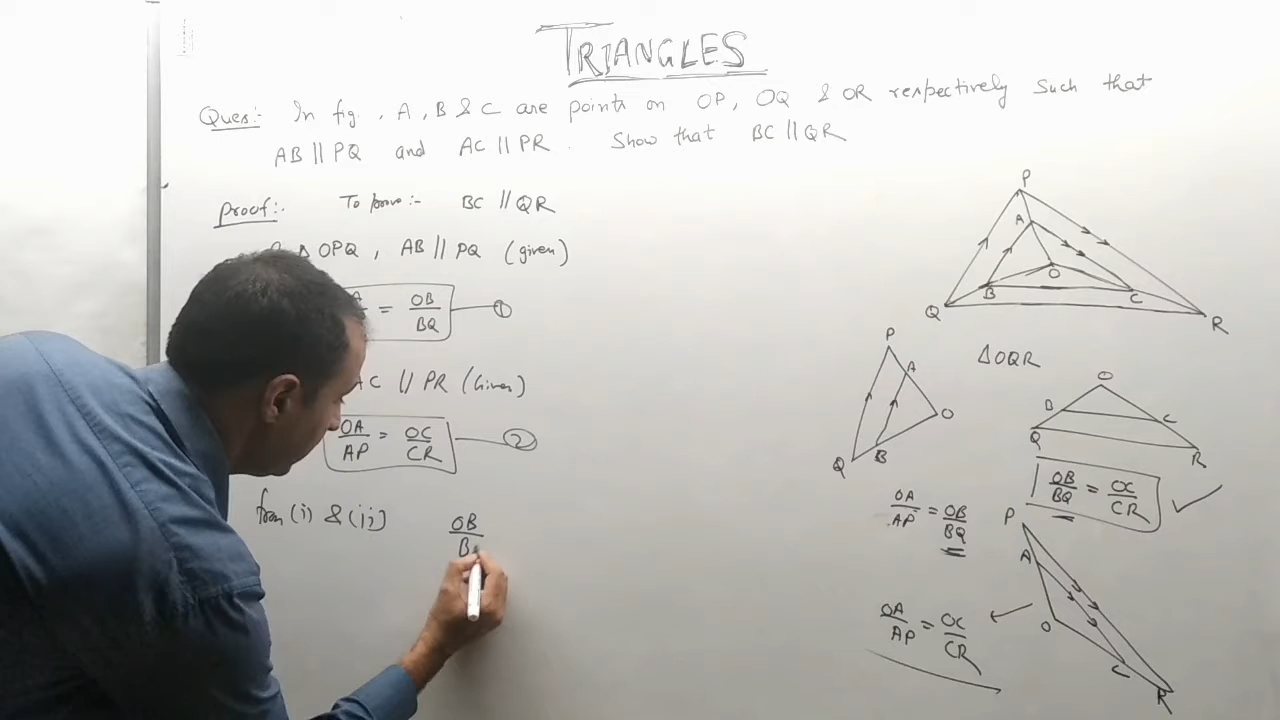 TRIANGLES
Ques:- In fig , A , B & C are points on OP, OQ & OR respectively such that
AB || PQ and AC || PR . Show that BC || QR
Proof:- To prove:- BC || QR
Δ OPQ , AB || PQ (given)
= OB/BQ — 1
AC || PR (Given)
OA/AP = OC/CR — 2
from (i) & (ii)
OB
B
P
A
O
B
C
Q
R
P
A
O
Q
B
OA/AP = OB/BQ
ΔOQR
O
B
C
Q
R
OB/BQ = OC/CR ✓
P
A
O
C
R
OA/AP = OC/CR